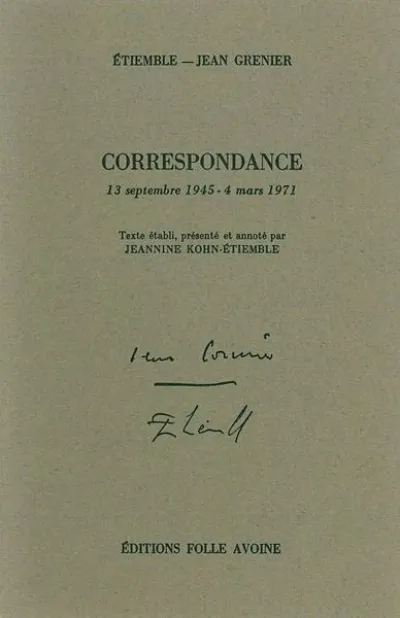 ÉTIEMBLE — JEAN GRENIER
CORRESPONDANCE
13 septembre 1945 - 4 mars 1971
Texte établi, présenté et annoté par
JEANNINE KOHN-ÉTIEMBLE
ÉDITIONS FOLLE AVOINE